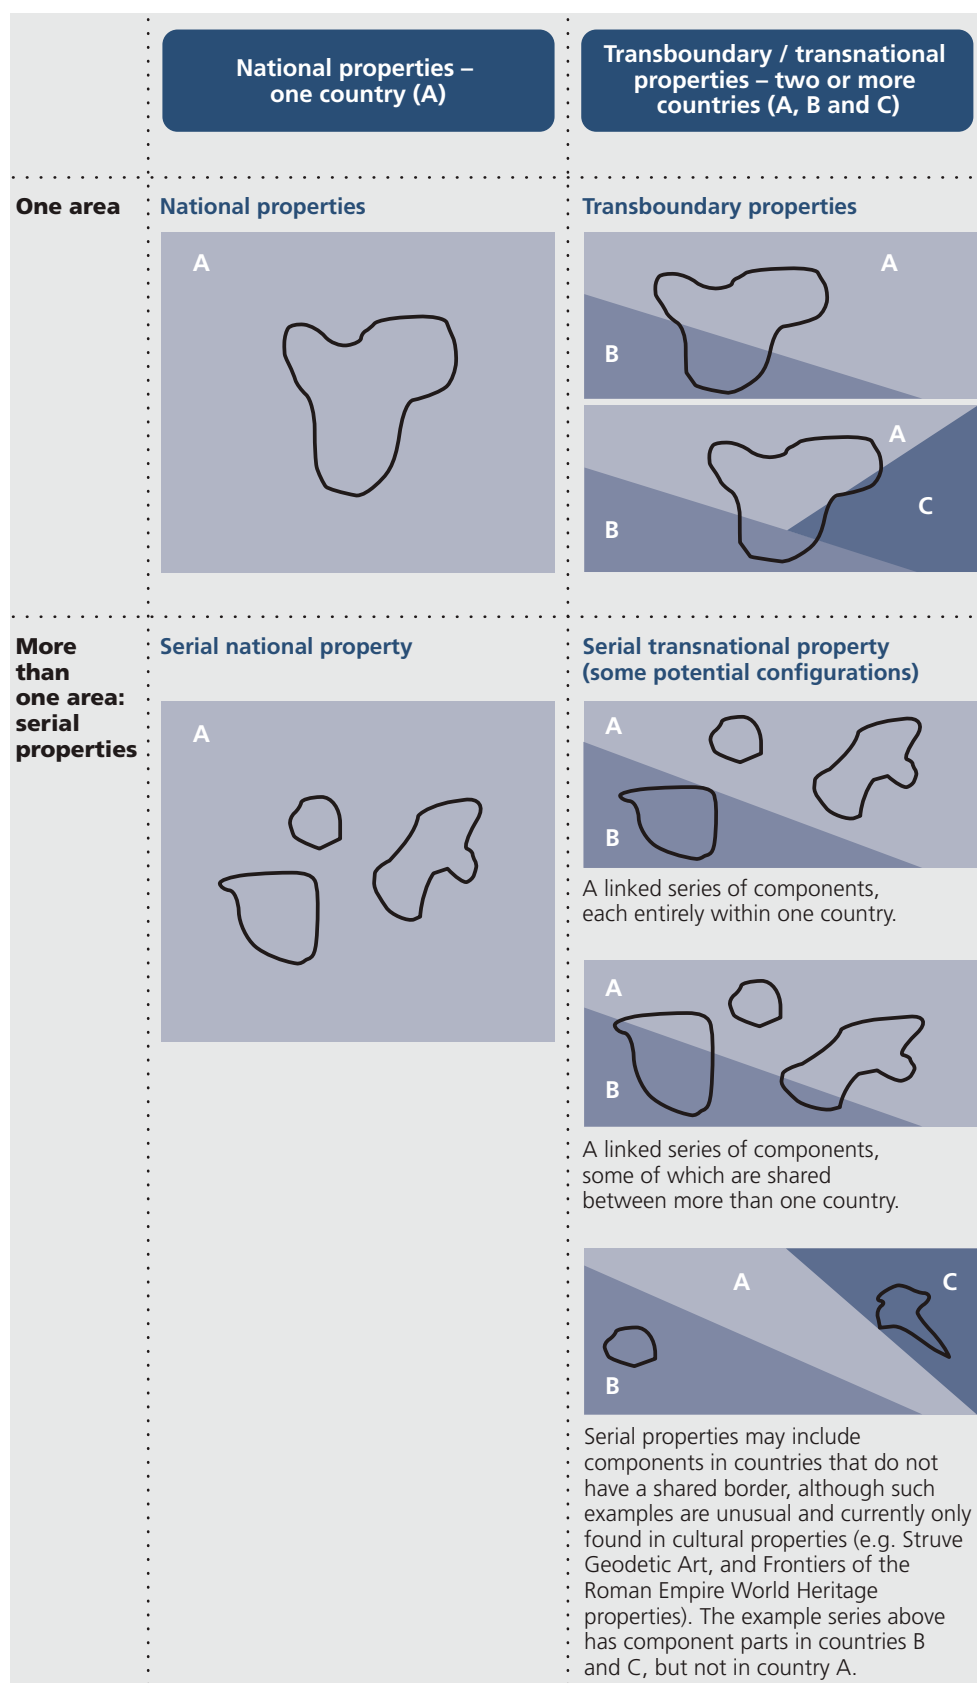 National properties –
one country (A)
Transboundary / transnational
properties – two or more
countries (A, B and C)
One area
National properties
A
Transboundary properties
A
B
A
C
B
More
than
one area:
serial
properties
Serial national property
A
Serial transnational property
(some potential configurations)
A
B
A linked series of components,
each entirely within one country.
A
B
A linked series of components,
some of which are shared
between more than one country.
A
C
B
Serial properties may include
components in countries that do not
have a shared border, although such
examples are unusual and currently only
found in cultural properties (e.g. Struve
Geodetic Art, and Frontiers of the
Roman Empire World Heritage
properties). The example series above
has component parts in countries B
and C, but not in country A.